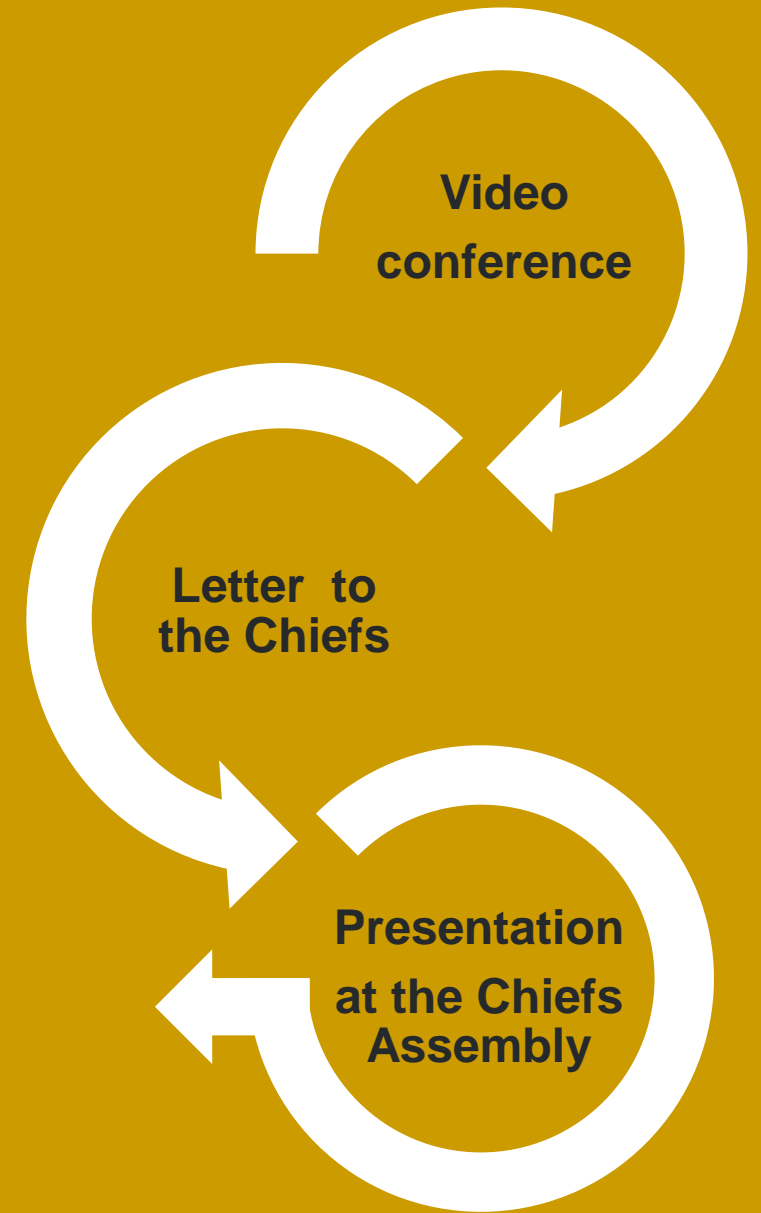 Video
conference
Letter to
the Chiefs
Presentation
at the Chiefs
Assembly